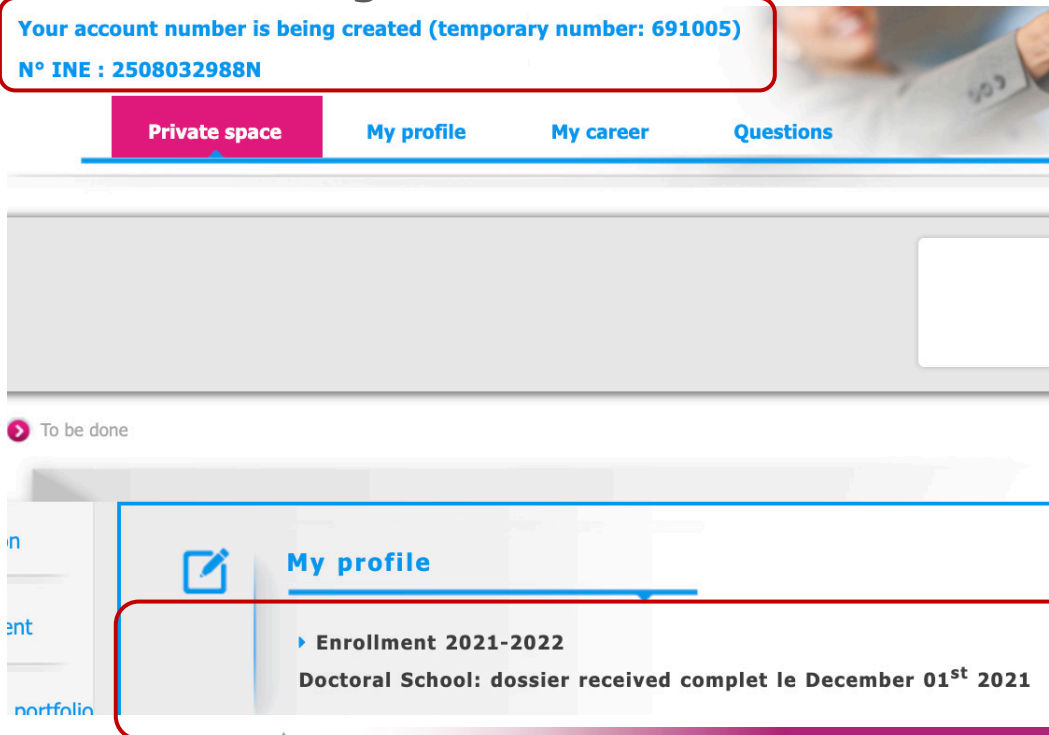 Your account number is being created (temporary number: 691005)
N° INE : 2508032988N
Private space My profile My career Questions
To be done
My profile
Enrollment 2021-2022
Doctoral School: dossier received complet le December 01st 2021
portfolio